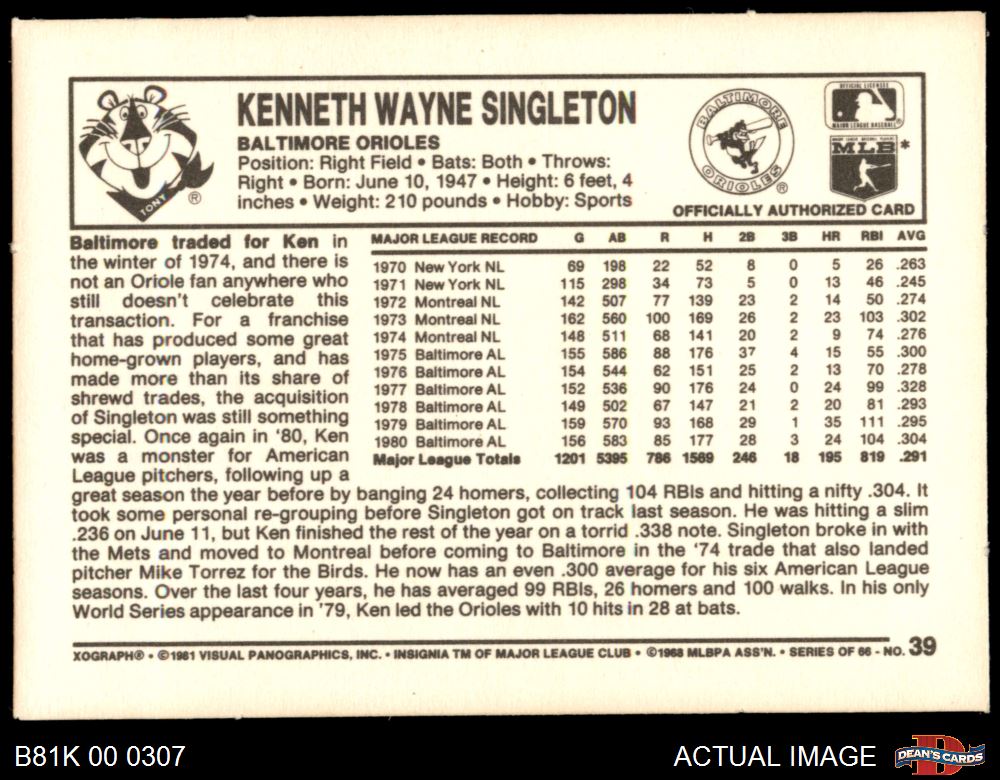 KENNETH WAYNE SINGLETON
BALTIMORE ORIOLES
Position: Right Field • Bats: Both • Throws:
Right • Born: June 10, 1947 • Height: 6 feet, 4
inches • Weight: 210 pounds • Hobby: Sports
TONY ®
BALTIMORE
ORIOLES ®
OFFICIAL LICENSEE
MAJOR LEAGUE BASEBALL ®
MAJOR LEAGUE BASEBALL PLAYERS
MLB *
OFFICIALLY AUTHORIZED CARD
Baltimore traded for Ken in
the winter of 1974, and there is
not an Oriole fan anywhere who
still doesn't celebrate this
transaction. For a franchise
that has produced some great
home-grown players, and has
made more than its share of
shrewd trades, the acquisition
of Singleton was still something
special. Once again in '80, Ken
was a monster for American
League pitchers, following up a
great season the year before by banging 24 homers, collecting 104 RBIs and hitting a nifty .304. It
took some personal re-grouping before Singleton got on track last season. He was hitting a slim
.236 on June 11, but Ken finished the rest of the year on a torrid .338 note. Singleton broke in with
the Mets and moved to Montreal before coming to Baltimore in the '74 trade that also landed
pitcher Mike Torrez for the Birds. He now has an even .300 average for his six American League
seasons. Over the last four years, he has averaged 99 RBIs, 26 homers and 100 walks. In his only
World Series appearance in '79, Ken led the Orioles with 10 hits in 28 at bats.
MAJOR LEAGUE RECORD G AB R H 2B 3B HR RBI AVG
1970 New York NL 69 198 22 52 8 0 5 26 .263
1971 New York NL 115 298 34 73 5 0 13 46 .245
1972 Montreal NL 142 507 77 139 23 2 14 50 .274
1973 Montreal NL 162 560 100 169 26 2 23 103 .302
1974 Montreal NL 148 511 68 141 20 2 9 74 .276
1975 Baltimore AL 155 586 88 176 37 4 15 55 .300
1976 Baltimore AL 154 544 62 151 25 2 13 70 .278
1977 Baltimore AL 152 536 90 176 24 0 24 99 .328
1978 Baltimore AL 149 502 67 147 21 2 20 81 .293
1979 Baltimore AL 159 570 93 168 29 1 35 111 .295
1980 Baltimore AL 156 583 85 177 28 3 24 104 .304
Major League Totals 1201 5395 786 1569 246 18 195 819 .291
XOGRAPH® • ©1981 VISUAL PANOGRAPHICS, INC. • INSIGNIA TM OF MAJOR LEAGUE CLUB • ©1968 MLBPA ASS'N. • SERIES OF 66 - NO. 39
B81K 00 0307
ACTUAL IMAGE
DEAN'S CARDS